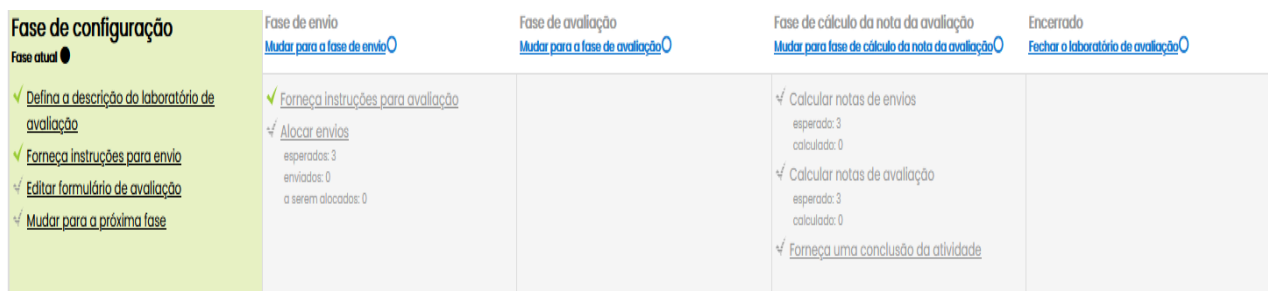 Fase de configuração
Fase atual
Defina a descrição do laboratório de
avaliação
Forneça instruções para envio
Editar formulário de avaliação
Mudar para a próxima fase
Fase de envio
Mudar para a fase de envio
Forneça instruções para avaliação
Alocar envios
esperados: 3
enviados: 0
a serem alocados: 0
Fase de avaliação
Mudar para a fase de avaliação
Fase de cálculo da nota da avaliação
Mudar para fase de cálculo da nota da avaliação
Calcular notas de envios
esperado: 3
calculado: 0
Calcular notas de avaliação
esperado: 3
calculado: 0
Forneça uma conclusão da atividade
Encerrado
Fechar o laboratório de avaliação